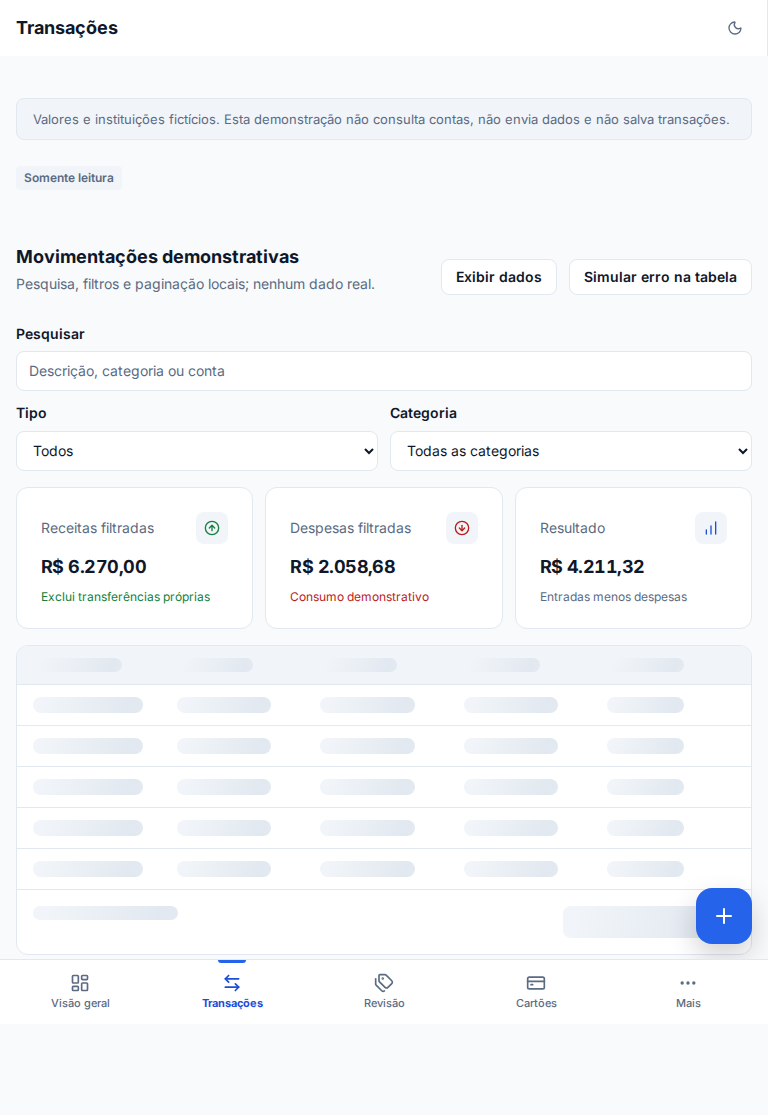 Transações
Valores e instituições fictícios. Esta demonstração não consulta contas, não envia dados e não salva transações.
Somente leitura
Movimentações demonstrativas
Pesquisa, filtros e paginação locais; nenhum dado real.
Exibir dados
Simular erro na tabela
Pesquisar
Descrição, categoria ou conta
Tipo
Categoria
Todos
Todas as categorias
Receitas filtradas
R$ 6.270,00
Exclui transferências próprias
Despesas filtradas
R$ 2.058,68
Consumo demonstrativo
Resultado
R$ 4.211,32
Entradas menos despesas
Visão geral
Transações
Revisão
Cartões
Mais